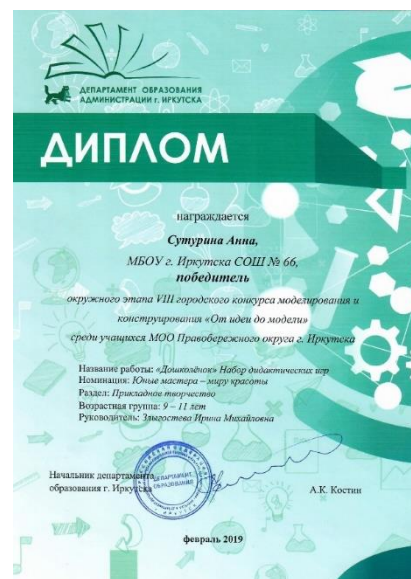 ДЕПАРТАМЕНТ ОБРАЗОВАНИЯ
АДМИНИСТРАЦИИ г. ИРКУТСКА
ДИПЛОМ
награждается
Сутурина Анна,
МБОУ г. Иркутска СОШ № 66,
победитель
окружного этапа VIII городского конкурса моделирования и
конструирования «От идеи до модели»
среди учащихся МОО Правобережного округа г. Иркутска
Название работы: «Дошколёнок» Набор дидактических игр
Номинация: Юные мастера – миру красоты
Раздел: Прикладное творчество
Возрастная группа: 9 – 11 лет
Руководитель: Злыгостева Ирина Михайловна
Начальник департамента
образования г. Иркутска
ДЕПАРТАМЕНТ
ОБРАЗОВАНИЯ
А.К. Костин
февраль 2019